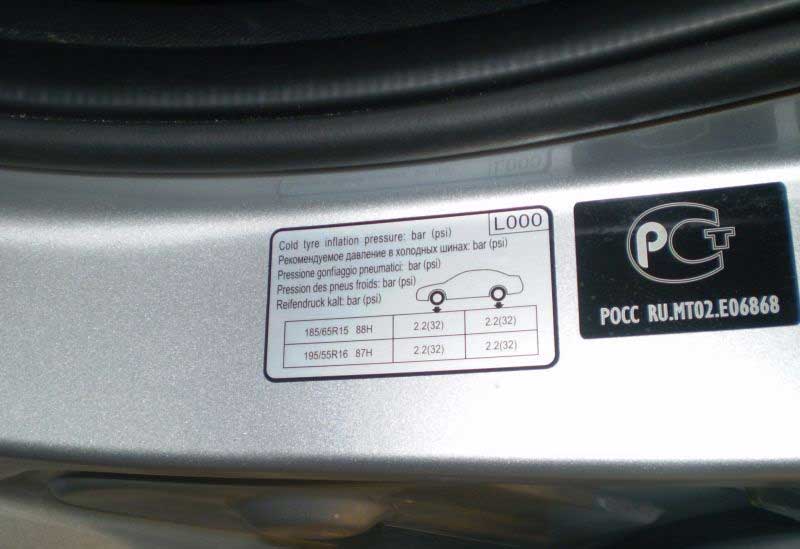 L000
Cold tyre inflation pressure: bar (psi)
Рекомендуемое давление в холодных шинах: bar (psi)
Pressione gonfiaggio pneumatici: bar (psi)
Pression des pneus froids: bar (psi)
Reifendruck kalt: bar (psi)
185/65R15 88H 2.2(32) 2.2(32)
195/55R16 87H 2.2(32) 2.2(32)
РСТ
РОСС RU.MT02.E06868